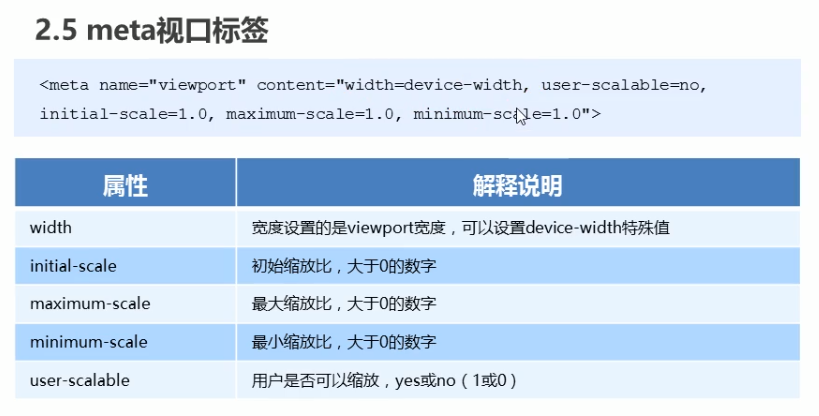 2.5 meta视口标签
<meta name="viewport" content="width=device-width, user-scalable=no,
initial-scale=1.0, maximum-scale=1.0, minimum-scale=1.0">
属性 解释说明
width 宽度设置的是viewport宽度，可以设置device-width特殊值
initial-scale 初始缩放比，大于0的数字
maximum-scale 最大缩放比，大于0的数字
minimum-scale 最小缩放比，大于0的数字
user-scalable 用户是否可以缩放，yes或no（1或0）